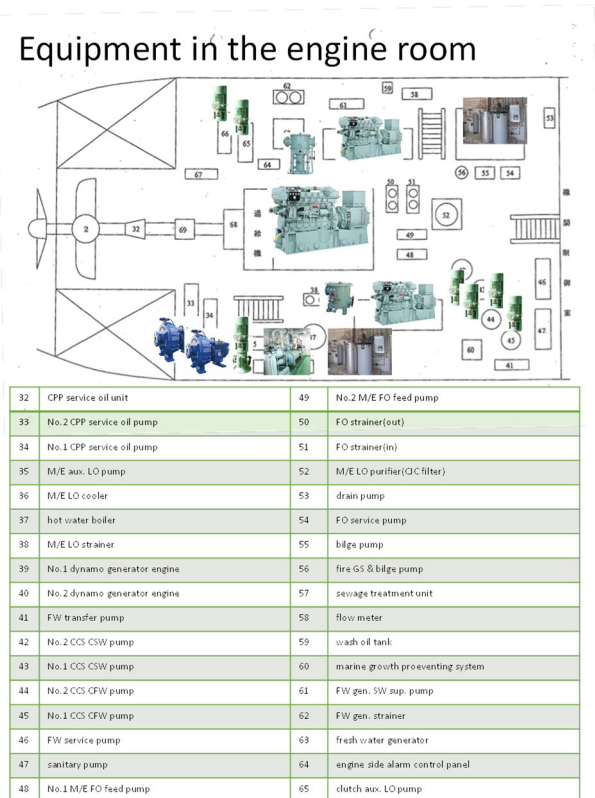 Equipment in the engine room
62
59
58
61
53
66
65
64
67
56
55
54
50
51
52
過
給
機
機
関
制
御
室
2
32
69
68
49
48
33
34
38
46
44
45
47
60
41
32 CPP service oil unit 49 No.2 M/E FO feed pump
33 No.2 CPP service oil pump 50 FO strainer(out)
34 No.1 CPP service oil pump 51 FO strainer(in)
35 M/E aux. LO pump 52 M/E LO purifier(CJC filter)
36 M/E LO cooler 53 drain pump
37 hot water boiler 54 FO service pump
38 M/E LO strainer 55 bilge pump
39 No.1 dynamo generator engine 56 fire GS & bilge pump
40 No.2 dynamo generator engine 57 sewage treatment unit
41 FW transfer pump 58 flow meter
42 No.2 CCS CSW pump 59 wash oil tank
43 No.1 CCS CSW pump 60 marine growth proeventing system
44 No.2 CCS CFW pump 61 FW gen. SW sup. pump
45 No.1 CCS CFW pump 62 FW gen. strainer
46 FW service pump 63 fresh water generator
47 sanitary pump 64 engine side alarm control panel
48 No.1 M/E FO feed pump 65 clutch aux. LO pump